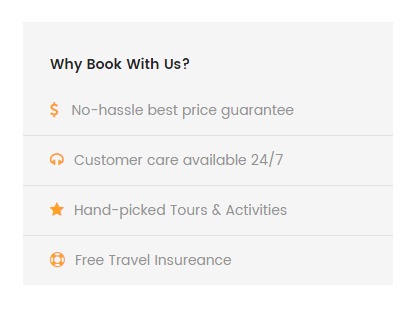 Why Book With Us?
$ No-hassle best price guarantee
Customer care available 24/7
Hand-picked Tours & Activities
Free Travel Insureance